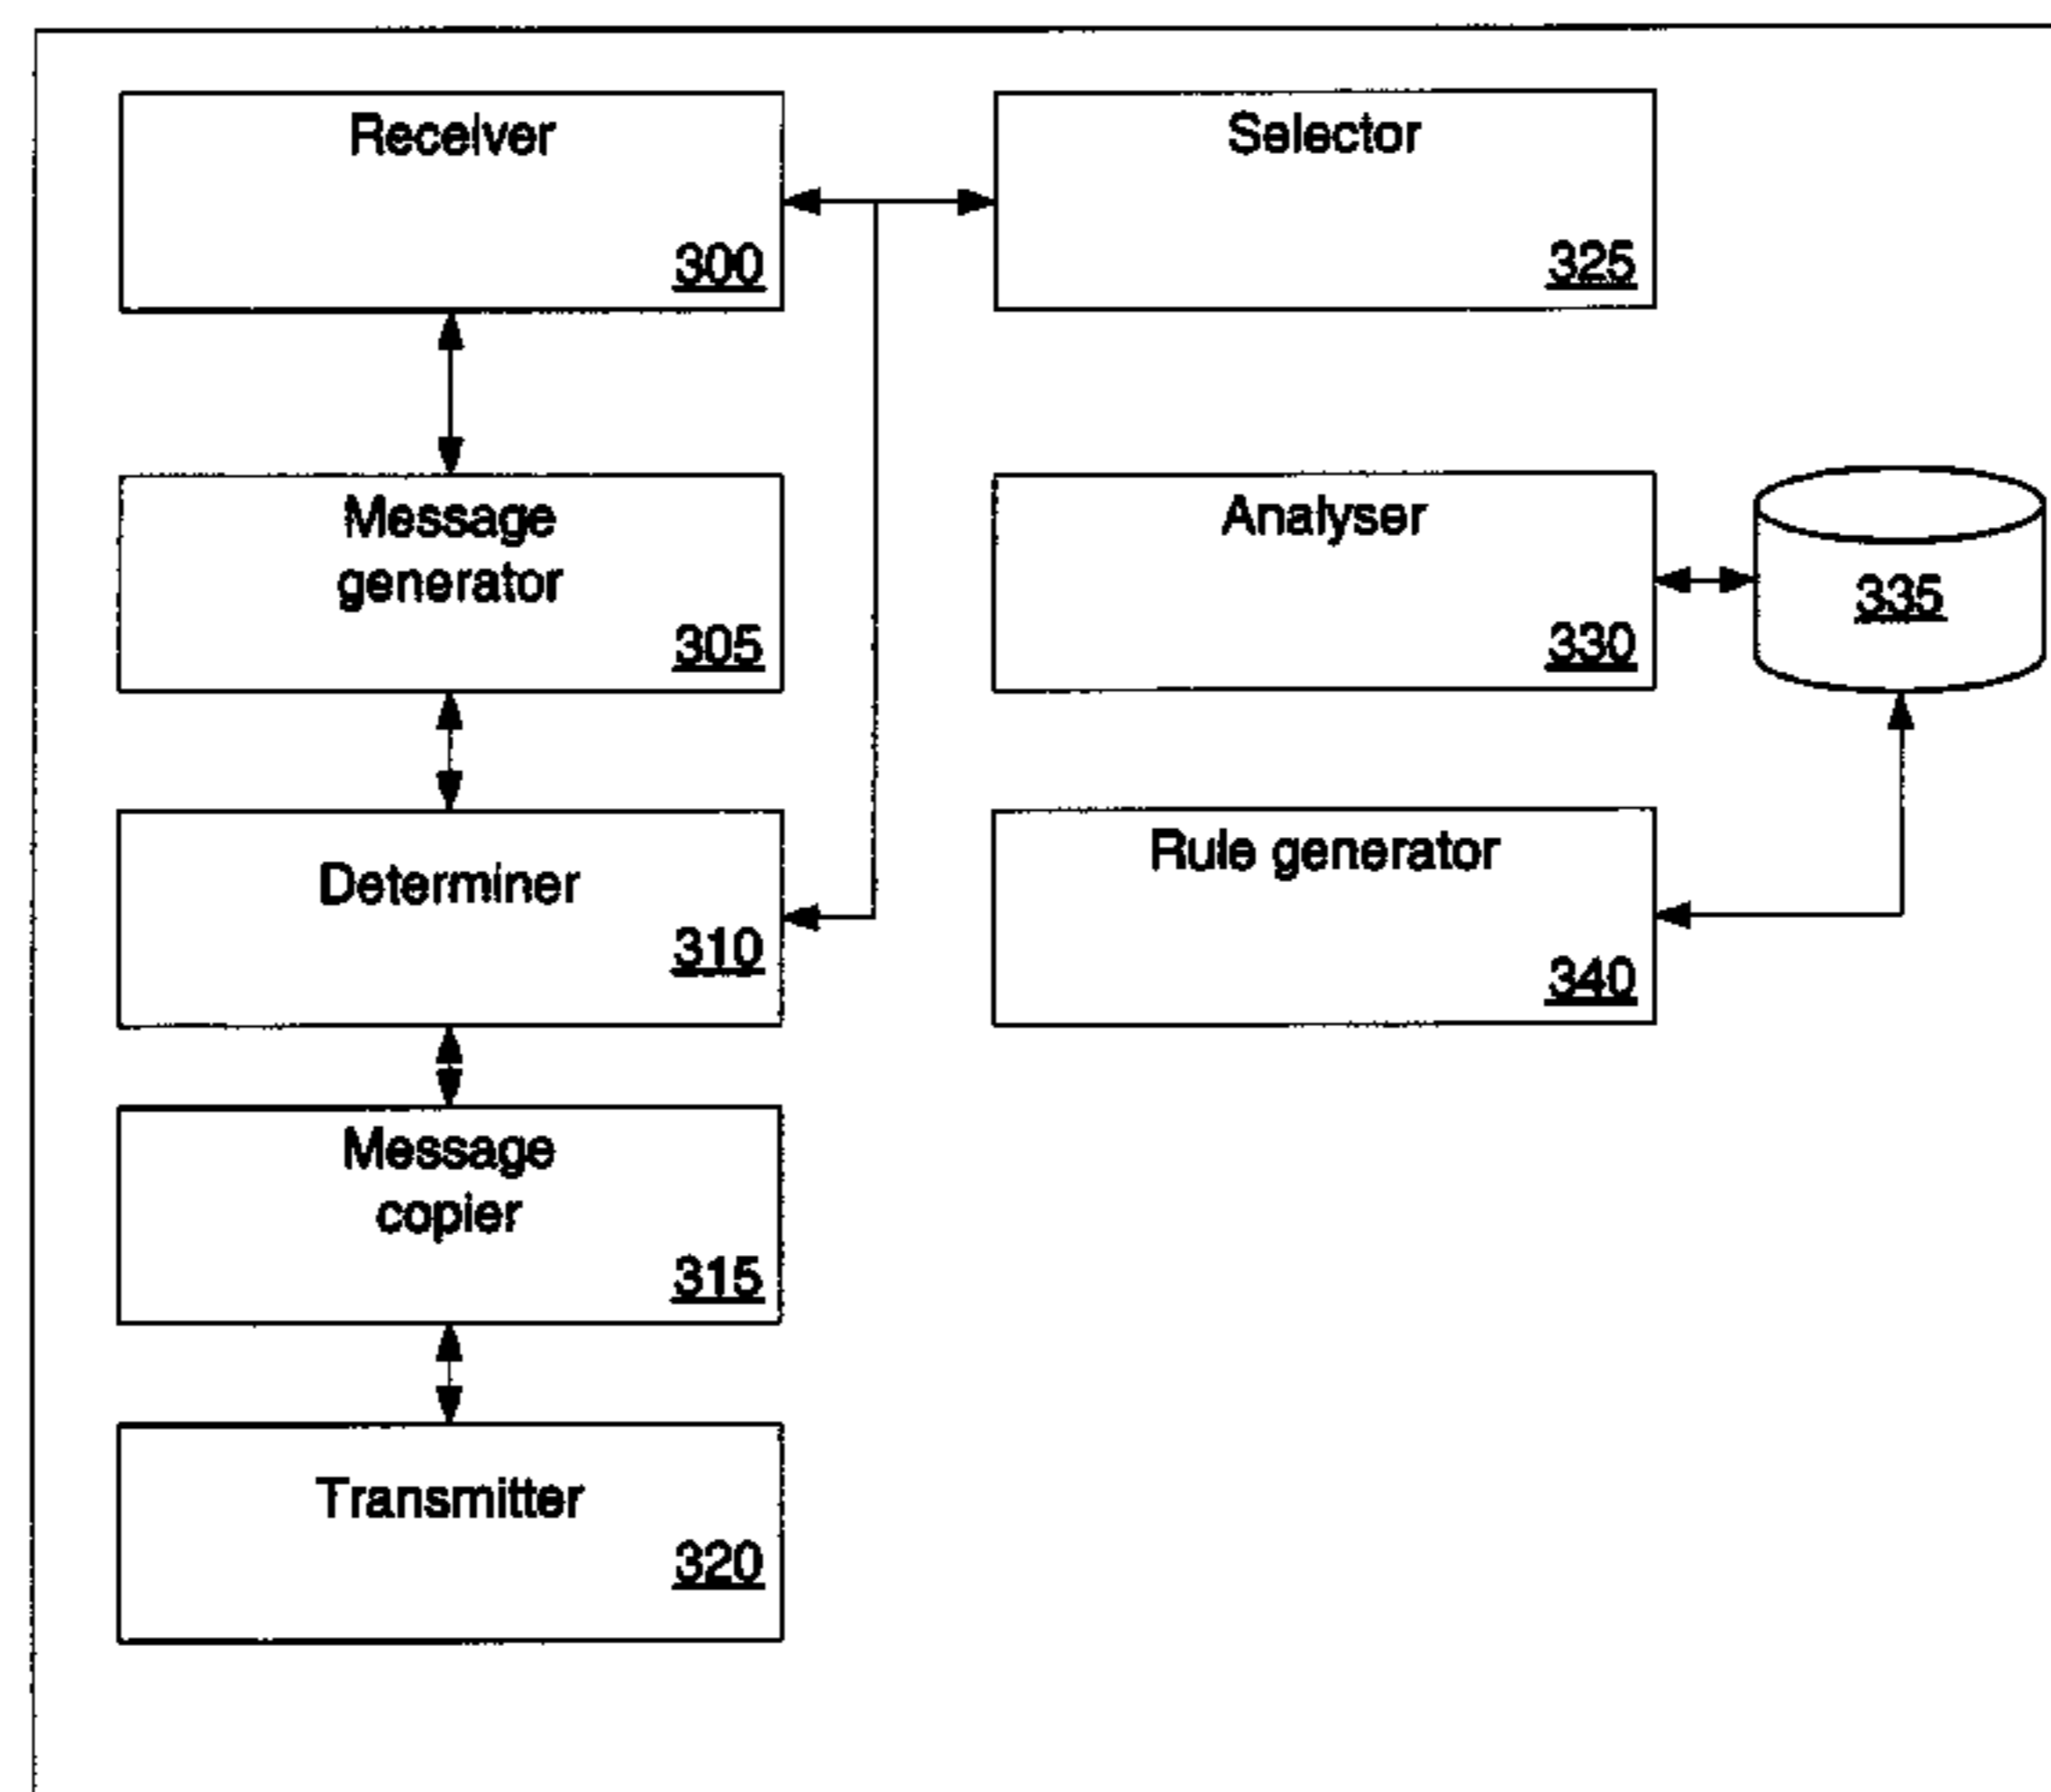 Receiver
300
Selector
325
Message
generator
305
Analyser
330
335
Determiner
310
Rule generator
340
Message
copier
315
Transmitter
320